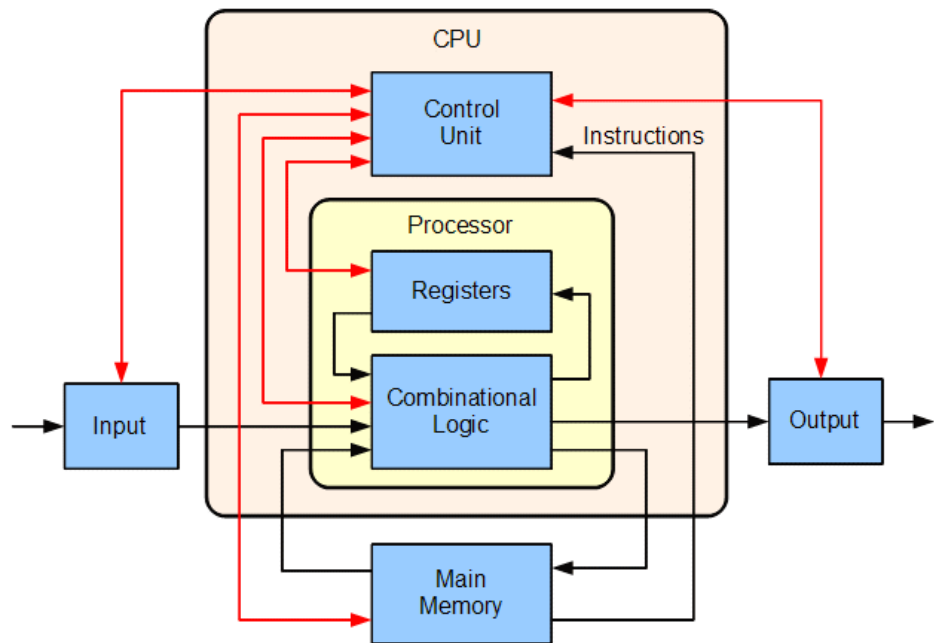 CPU
Control
Unit
Instructions
Processor
Registers
Combinational
Logic
Input
Output
Main
Memory